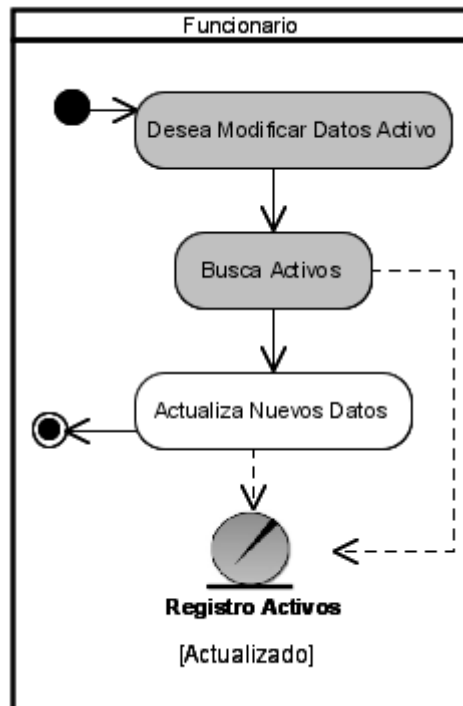 Funcionario
Desea Modificar Datos Activo
Busca Activos
Actualiza Nuevos Datos
Registro Activos
[Actualizado]